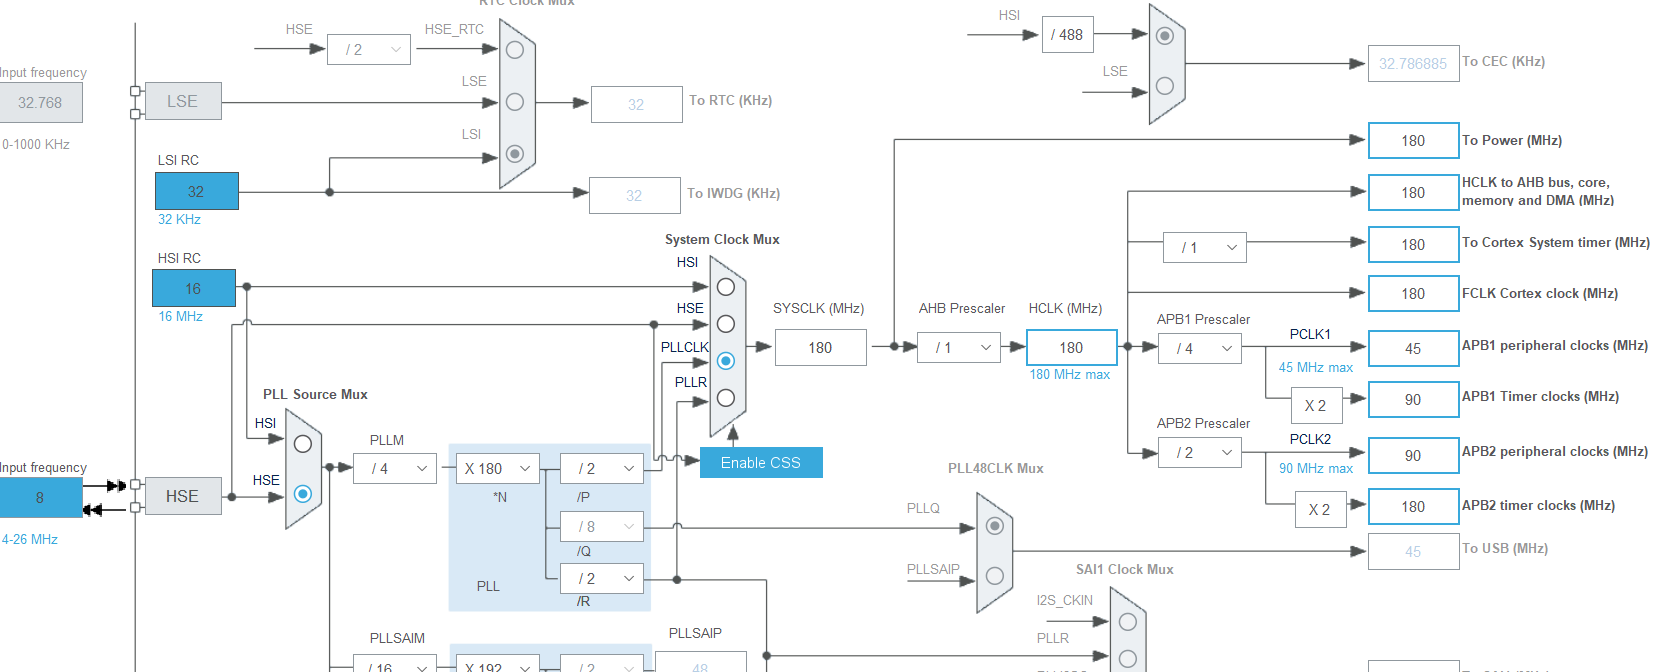 RTC Clock Mux
HSE
/ 2
HSE_RTC
HSI
/ 488
Input frequency
32.768
0-1000 KHz
LSE
LSE
LSI
32
To RTC (KHz)
LSE
32.786885
To CEC (KHz)
LSI RC
32
32 KHz
32
To IWDG (KHz)
180
To Power (MHz)
180
HCLK to AHB bus, core,
memory and DMA (MHz)
/ 1
180
To Cortex System timer (MHz)
180
FCLK Cortex clock (MHz)
HSI RC
16
16 MHz
System Clock Mux
HSI
HSE
PLLCLK
PLLR
SYSCLK (MHz)
180
AHB Prescaler
/ 1
HCLK (MHz)
180
180 MHz max
APB1 Prescaler
/ 4
PCLK1
45 MHz max
45
APB1 peripheral clocks (MHz)
X 2
90
APB1 Timer clocks (MHz)
APB2 Prescaler
/ 2
PCLK2
90 MHz max
90
APB2 peripheral clocks (MHz)
X 2
180
APB2 timer clocks (MHz)
Enable CSS
PLL Source Mux
HSI
HSE
Input frequency
8
4-26 MHz
HSE
PLLM
/ 4
X 180
*N
/ 2
/P
/ 8
/Q
/ 2
/R
PLL
PLL48CLK Mux
PLLQ
PLLSAIP
45
To USB (MHz)
SAI1 Clock Mux
I2S_CKIN
PLLR
PLLSAIM
/ 16
X 192
/ 2
PLLSAIP
48